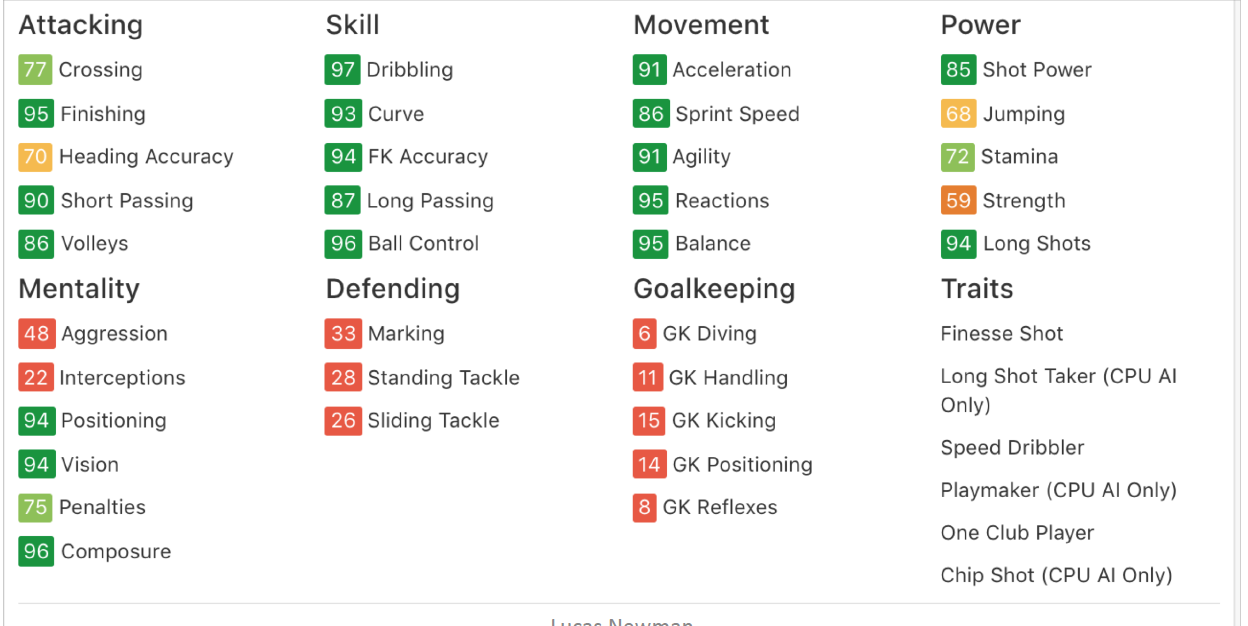 Attacking
77 Crossing
95 Finishing
70 Heading Accuracy
90 Short Passing
86 Volleys
Skill
97 Dribbling
93 Curve
94 FK Accuracy
87 Long Passing
96 Ball Control
Movement
91 Acceleration
86 Sprint Speed
91 Agility
95 Reactions
95 Balance
Power
85 Shot Power
68 Jumping
72 Stamina
59 Strength
94 Long Shots
Mentality
48 Aggression
22 Interceptions
94 Positioning
94 Vision
75 Penalties
96 Composure
Defending
33 Marking
28 Standing Tackle
26 Sliding Tackle
Goalkeeping
6 GK Diving
11 GK Handling
15 GK Kicking
14 GK Positioning
8 GK Reflexes
Traits
Finesse Shot
Long Shot Taker (CPU AI
Only)
Speed Dribbler
Playmaker (CPU AI Only)
One Club Player
Chip Shot (CPU AI Only)
Lucas Newman